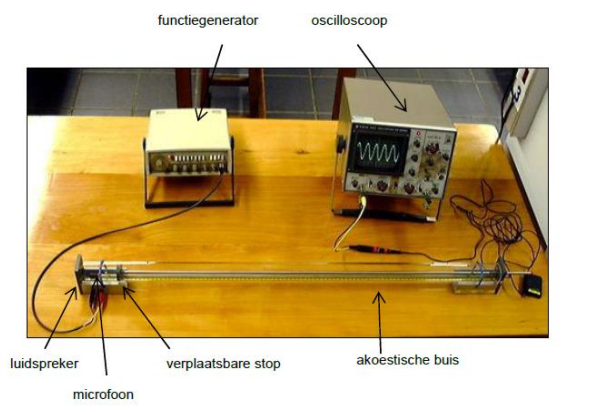 functiegenerator
oscilloscoop
luidspreker
verplaatsbare stop
akoestische buis
microfoon